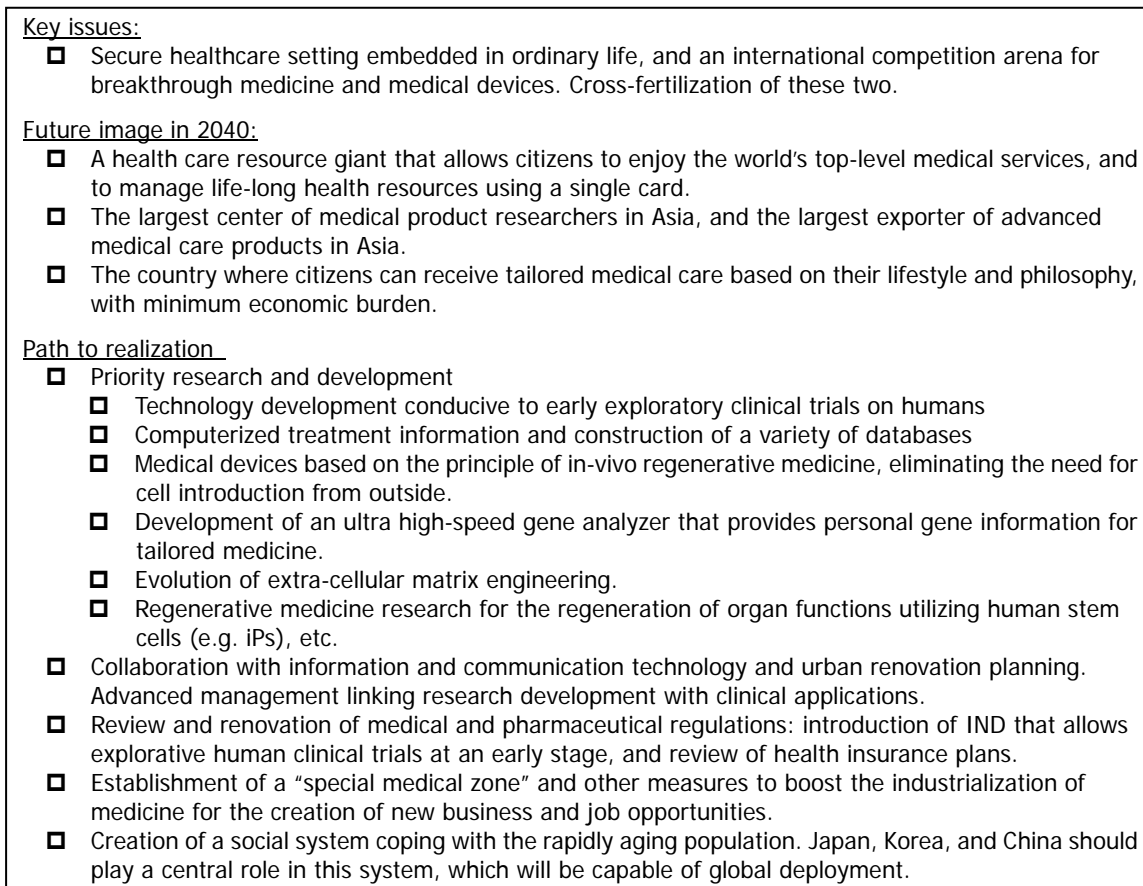 Key issues:
Secure healthcare setting embedded in ordinary life, and an international competition arena for
breakthrough medicine and medical devices. Cross-fertilization of these two.
Future image in 2040:
A health care resource giant that allows citizens to enjoy the world's top-level medical services, and
to manage life-long health resources using a single card.
The largest center of medical product researchers in Asia, and the largest exporter of advanced
medical care products in Asia.
The country where citizens can receive tailored medical care based on their lifestyle and philosophy,
with minimum economic burden.
Path to realization
Priority research and development
Technology development conducive to early exploratory clinical trials on humans
Computerized treatment information and construction of a variety of databases
Medical devices based on the principle of in-vivo regenerative medicine, eliminating the need for
cell introduction from outside.
Development of an ultra high-speed gene analyzer that provides personal gene information for
tailored medicine.
Evolution of extra-cellular matrix engineering.
Regenerative medicine research for the regeneration of organ functions utilizing human stem
cells (e.g. iPs), etc.
Collaboration with information and communication technology and urban renovation planning.
Advanced management linking research development with clinical applications.
Review and renovation of medical and pharmaceutical regulations: introduction of IND that allows
explorative human clinical trials at an early stage, and review of health insurance plans.
Establishment of a "special medical zone" and other measures to boost the industrialization of
medicine for the creation of new business and job opportunities.
Creation of a social system coping with the rapidly aging population. Japan, Korea, and China should
play a central role in this system, which will be capable of global deployment.